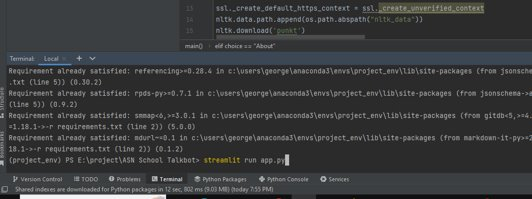 13 ssl._create_default_https_context = ssl._create_unverified_context
14 nltk.data.path.append(os.path.abspath("nltk_data"))
15 nltk.download('punkt')
main() › elif choice == "About"
Terminal: Local × + ∨
Requirement already satisfied: referencing>=0.28.4 in c:\users\george\anaconda3\envs\project_env\lib\site-packages (from jsonschema
.txt (line 5)) (0.30.2)
Requirement already satisfied: rpds-py>=0.7.1 in c:\users\george\anaconda3\envs\project_env\lib\site-packages (from jsonschema->a
(line 5)) (0.9.2)
Requirement already satisfied: smmap<6,>=3.0.1 in c:\users\george\anaconda3\envs\project_env\lib\site-packages (from gitdb<5,>=4.
=1.18.1->-r requirements.txt (line 2)) (5.0.0)
Requirement already satisfied: mdurl~=0.1 in c:\users\george\anaconda3\envs\project_env\lib\site-packages (from markdown-it-py>=2
18.1->-r requirements.txt (line 2)) (0.1.2)
(project_env) PS E:\project\ASN School Talkbot> streamlit run app.py
Structure
Bookmarks
Version Control TODO Problems Terminal Python Packages Python Console Services
Shared indexes are downloaded for Python packages in 12 sec, 802 ms (9.03 MB) (today 7:55 PM)